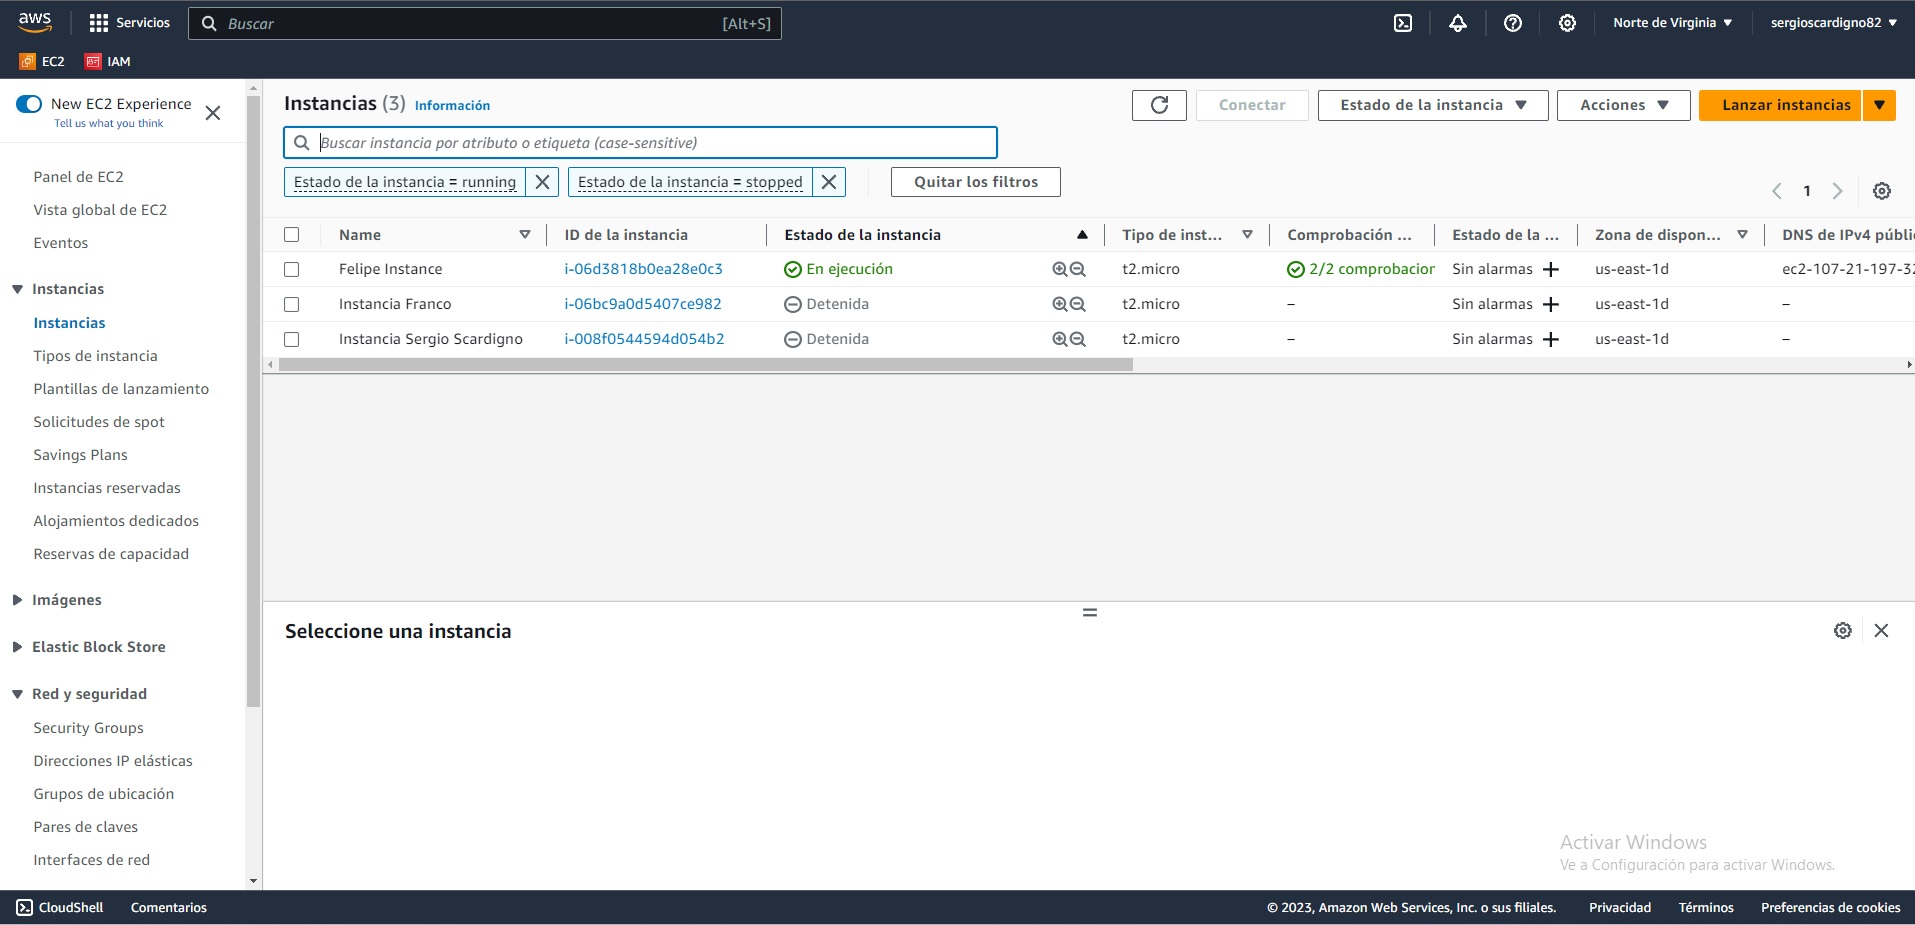 aws Servicios Buscar [Alt+S] Norte de Virginia sergioscardigno82
EC2 IAM
New EC2 Experience
Tell us what you think
Panel de EC2
Vista global de EC2
Eventos
Instancias
Instancias
Tipos de instancia
Plantillas de lanzamiento
Solicitudes de spot
Savings Plans
Instancias reservadas
Alojamientos dedicados
Reservas de capacidad
Imágenes
Elastic Block Store
Red y seguridad
Security Groups
Direcciones IP elásticas
Grupos de ubicación
Pares de claves
Interfaces de red
Instancias (3) Información Conectar Estado de la instancia Acciones Lanzar instancias
Buscar instancia por atributo o etiqueta (case-sensitive)
Estado de la instancia = running Estado de la instancia = stopped Quitar los filtros
1
Name ID de la instancia Estado de la instancia Tipo de inst... Comprobación ... Estado de la ... Zona de dispon... DNS de IPv4 públi
Felipe Instance i-06d3818b0ea28e0c3 En ejecución t2.micro 2/2 comprobacior Sin alarmas + us-east-1d ec2-107-21-197-32
Instancia Franco i-06bc9a0d5407ce982 Detenida t2.micro – Sin alarmas + us-east-1d –
Instancia Sergio Scardigno i-008f0544594d054b2 Detenida t2.micro – Sin alarmas + us-east-1d –
Seleccione una instancia
Activar Windows
Ve a Configuración para activar Windows.
CloudShell Comentarios © 2023, Amazon Web Services, Inc. o sus filiales. Privacidad Términos Preferencias de cookies